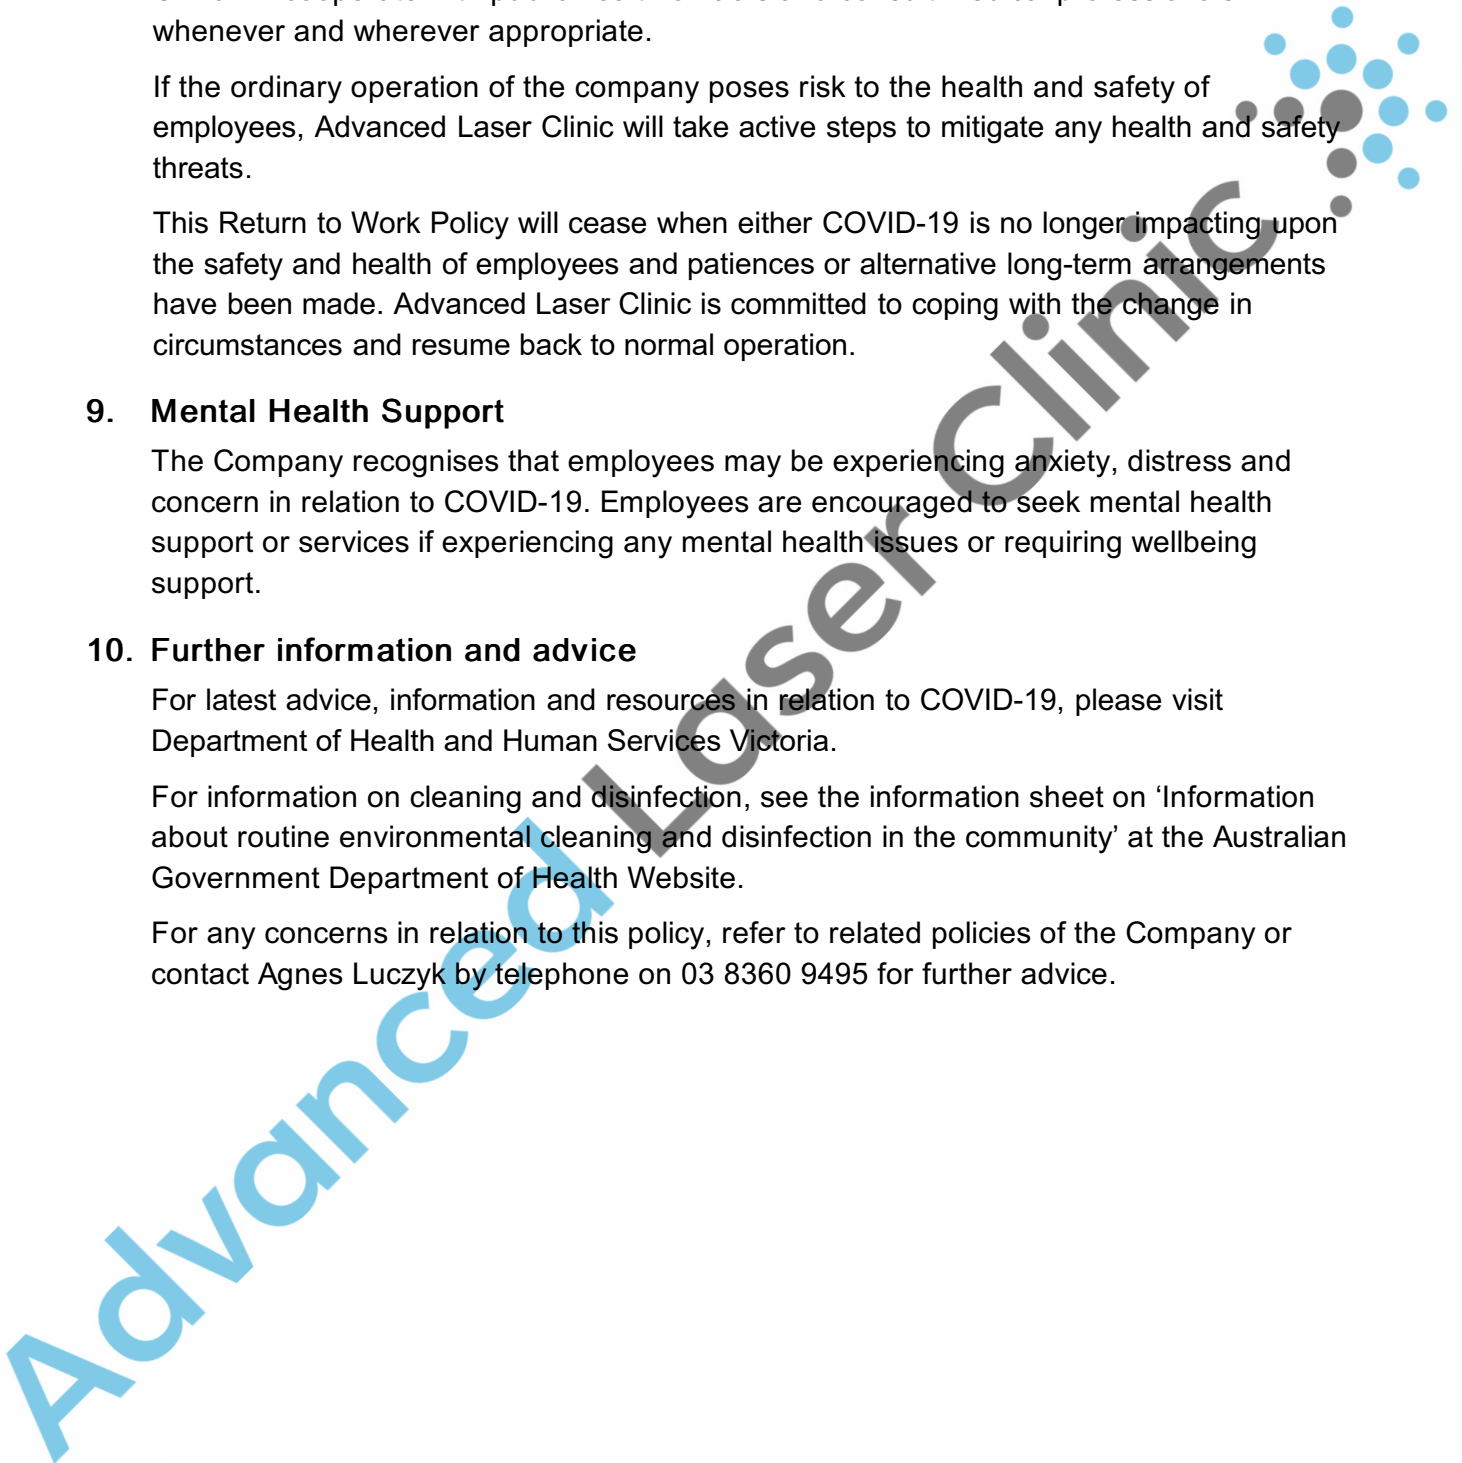 whenever and wherever appropriate.
If the ordinary operation of the company poses risk to the health and safety of
employees, Advanced Laser Clinic will take active steps to mitigate any health and safety
threats.
This Return to Work Policy will cease when either COVID-19 is no longer impacting upon
the safety and health of employees and patiences or alternative long-term arrangements
have been made. Advanced Laser Clinic is committed to coping with the change in
circumstances and resume back to normal operation.
9. Mental Health Support
The Company recognises that employees may be experiencing anxiety, distress and
concern in relation to COVID-19. Employees are encouraged to seek mental health
support or services if experiencing any mental health issues or requiring wellbeing
support.
10. Further information and advice
For latest advice, information and resources in relation to COVID-19, please visit
Department of Health and Human Services Victoria.
For information on cleaning and disinfection, see the information sheet on ‘Information
about routine environmental cleaning and disinfection in the community’ at the Australian
Government Department of Health Website.
For any concerns in relation to this policy, refer to related policies of the Company or
contact Agnes Luczyk by telephone on 03 8360 9495 for further advice.
Advanced Laser Clinic